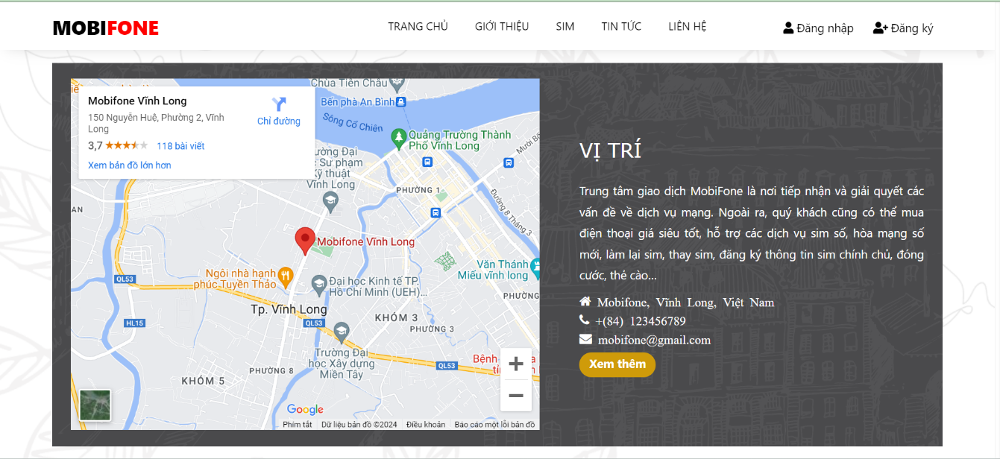 MOBIFONE
TRANG CHỦ GIỚI THIỆU SIM TIN TỨC LIÊN HỆ
Đăng nhập Đăng ký
Mobifone Vĩnh Long
150 Nguyễn Huệ, Phường 2, Vĩnh
Long
3,7 118 bài viết
Xem bản đồ lớn hơn
Chỉ đường
Chùa Tiên Châu
Bến phà An Bình
Sông Cổ Chiên
Quảng Trường Thành
Phố Vĩnh Long
Mười
ường Đại
Sư phạm
Kỹ thuật
Vĩnh Long
PHƯỜNG 1
Đường 8 Tháng 3
AN
Mobifone Vĩnh Long
Văn Thánh
Miếu vĩnh long
Ngôi nhà hạnh
phúc Tuyền Thảo
QL53
Đại học Kinh tế TP.
Hồ Chí Minh (UEH)...
PHƯỜNG
Tp. Vĩnh Long
HL15
QL53
KHÓM 3
PHƯỜNG 3
Trường Đại
học Xây dựng
Miền Tây
Bệnh
QL53
PHƯỜNG 8
KHÓM 5
Google
Phím tắt Dữ liệu bản đồ ©2024 Điều khoản Báo cáo một lỗi bản đồ
VỊ TRÍ
Trung tâm giao dịch MobiFone là nơi tiếp nhận và giải quyết các
vấn đề về dịch vụ mạng. Ngoài ra, quý khách cũng có thể mua
điện thoại giá siêu tốt, hỗ trợ các dịch vụ sim số, hòa mạng số
mới, làm lại sim, thay sim, đăng ký thông tin sim chính chủ, đóng
cước, thẻ cào...
Mobifone, Vĩnh Long, Việt Nam
+(84) 123456789
mobifone@gmail.com
Xem thêm